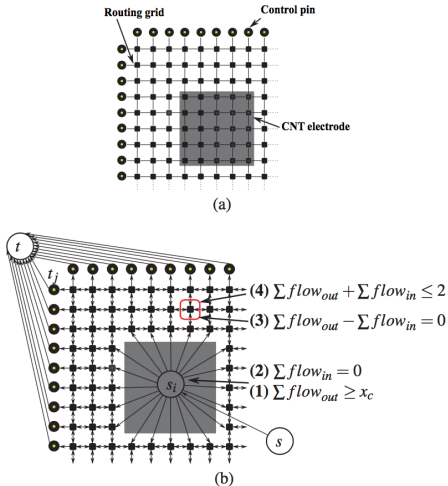 Routing grid
Control pin
CNT electrode
(a)
t
t_j
(4) ∑ flow_out + ∑ flow_in ≤ 2
(3) ∑ flow_out − ∑ flow_in = 0
(2) ∑ flow_in = 0
(1) ∑ flow_out ≥ x_c
s_i
s
(b)